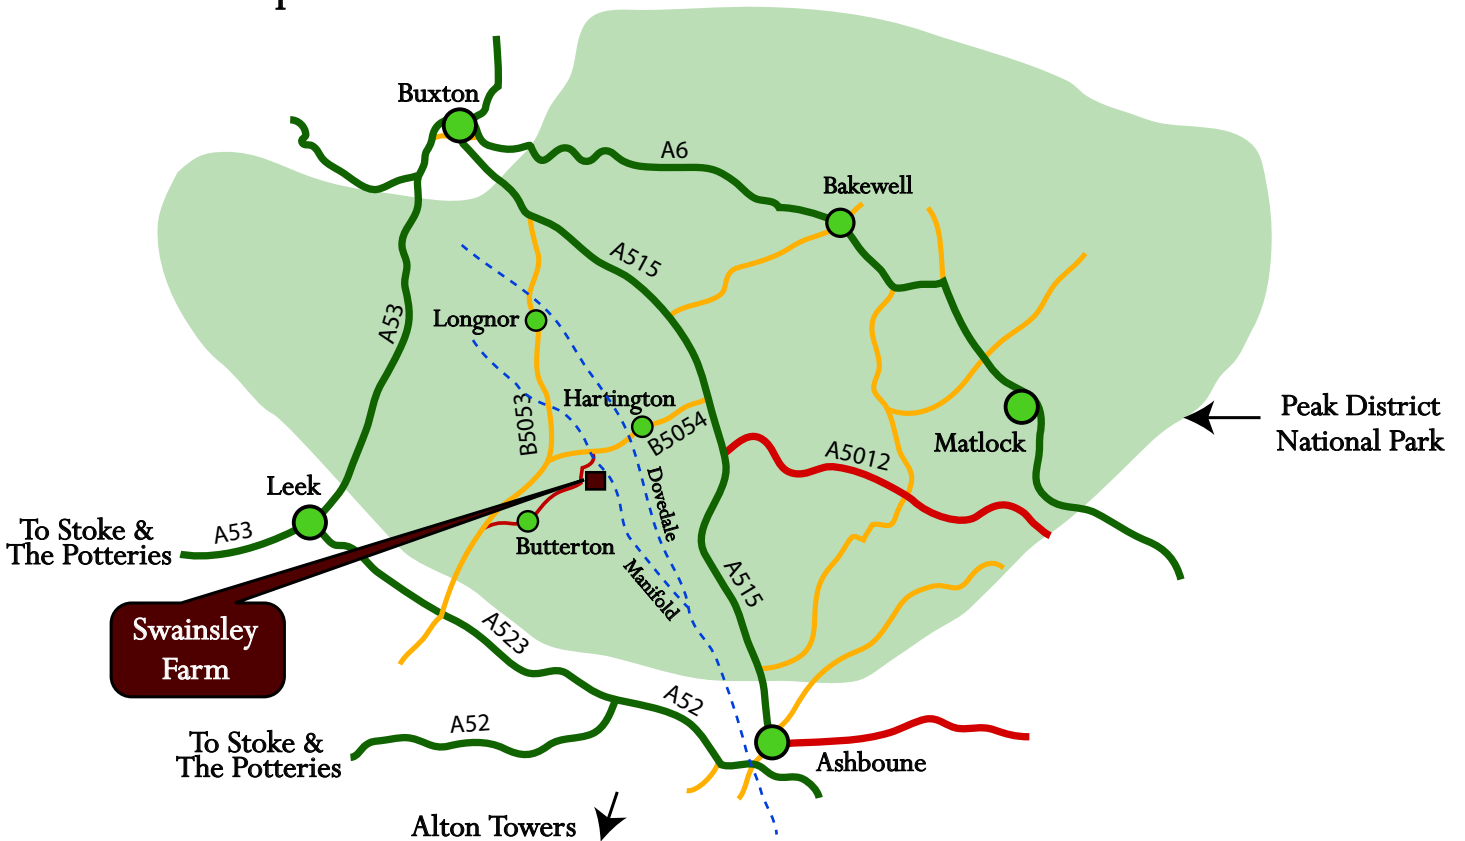 Buxton
A6
Bakewell
A515
A53
Longnor
Hartington
B5053
B5054
Peak District
National Park
A5012
Matlock
Dovedale
Leek
To Stoke &
The Potteries
A53
Butterton
Manifold
A515
Swainsley
Farm
A523
A52
A52
To Stoke &
The Potteries
Ashboune
Alton Towers